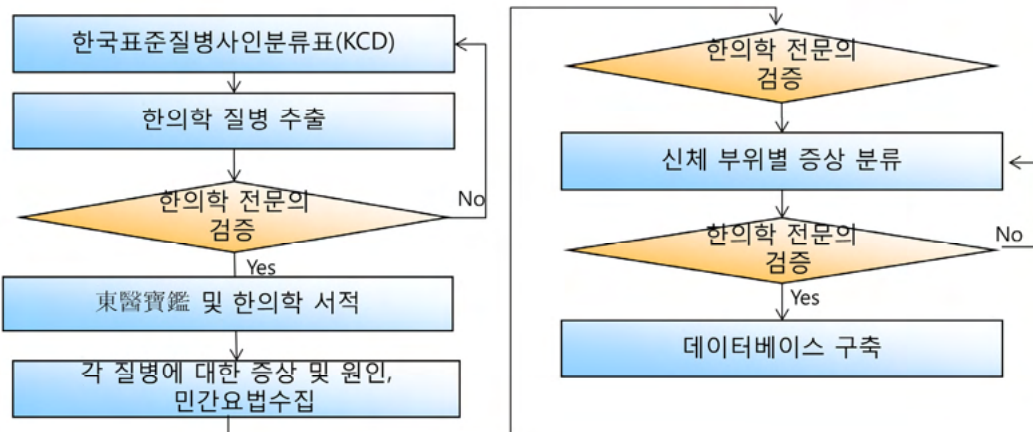 한국표준질병사인분류표(KCD)
한의학 질병 추출
한의학 전문의
검증
No
Yes
東醫寶鑑 및 한의학 서적
각 질병에 대한 증상 및 원인,
민간요법수집
한의학 전문의
검증
신체 부위별 증상 분류
한의학 전문의
검증
No
Yes
데이터베이스 구축